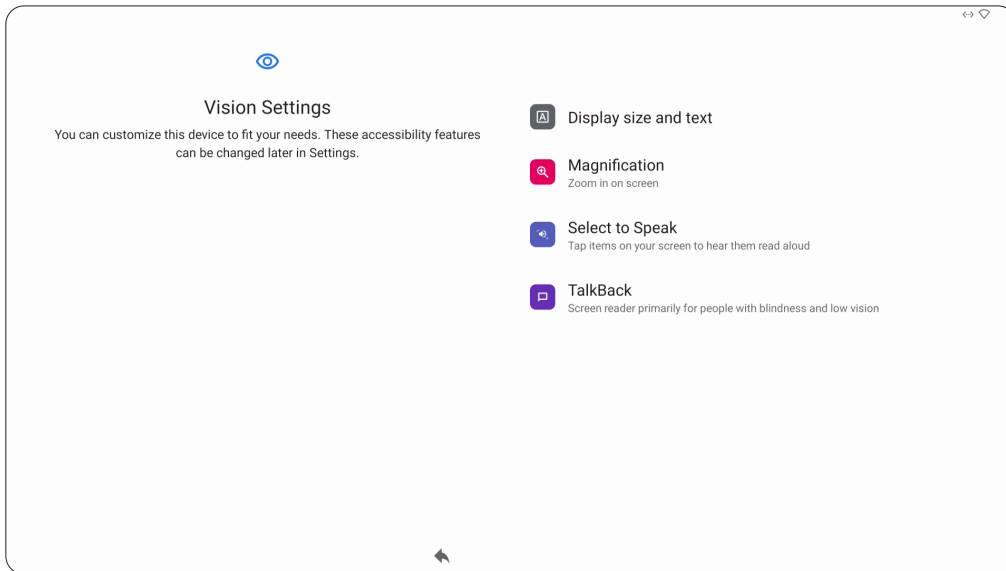 Vision Settings
You can customize this device to fit your needs. These accessibility features
can be changed later in Settings.
Display size and text
Magnification
Zoom in on screen
Select to Speak
Tap items on your screen to hear them read aloud
TalkBack
Screen reader primarily for people with blindness and low vision